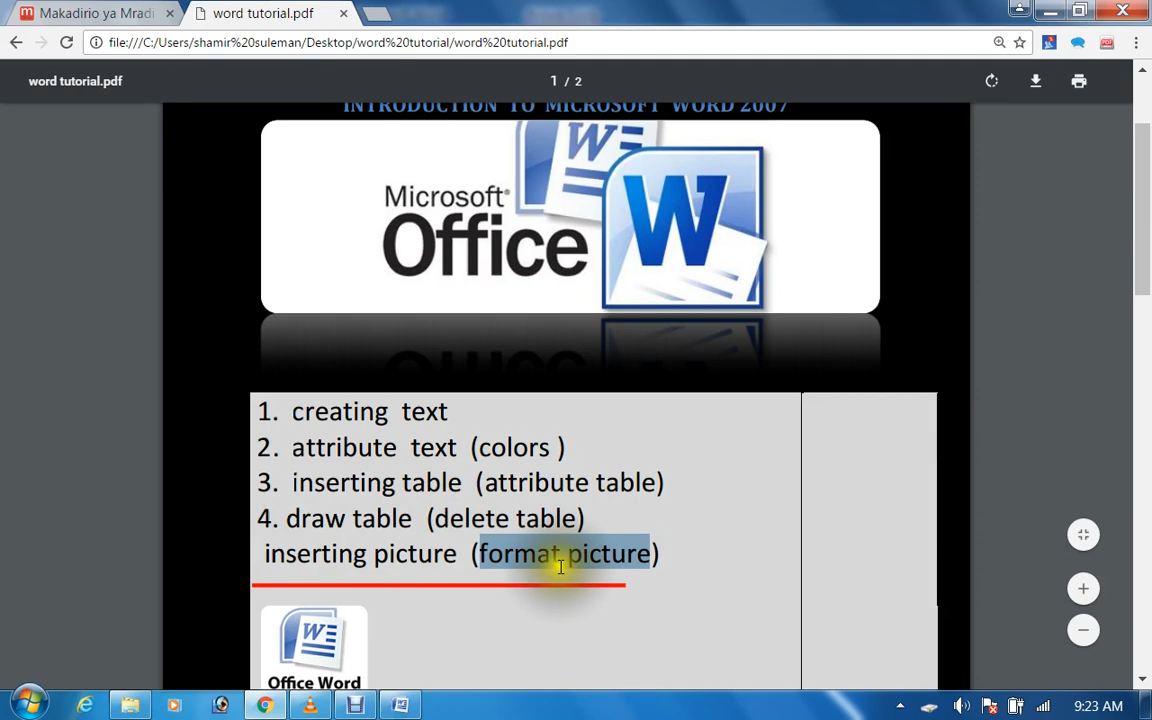 Makadirio ya Mradi
word tutorial.pdf
file:///C:/Users/shamir%20suleman/Desktop/word%20tutorial/word%20tutorial.pdf
word tutorial.pdf
1 / 2
INTRODUCTION TO MICROSOFT WORD 2007
Microsoft®
Office
1. creating text
2. attribute text (colors )
3. inserting table (attribute table)
4. draw table (delete table)
inserting picture (format picture)
Office Word
9:23 AM